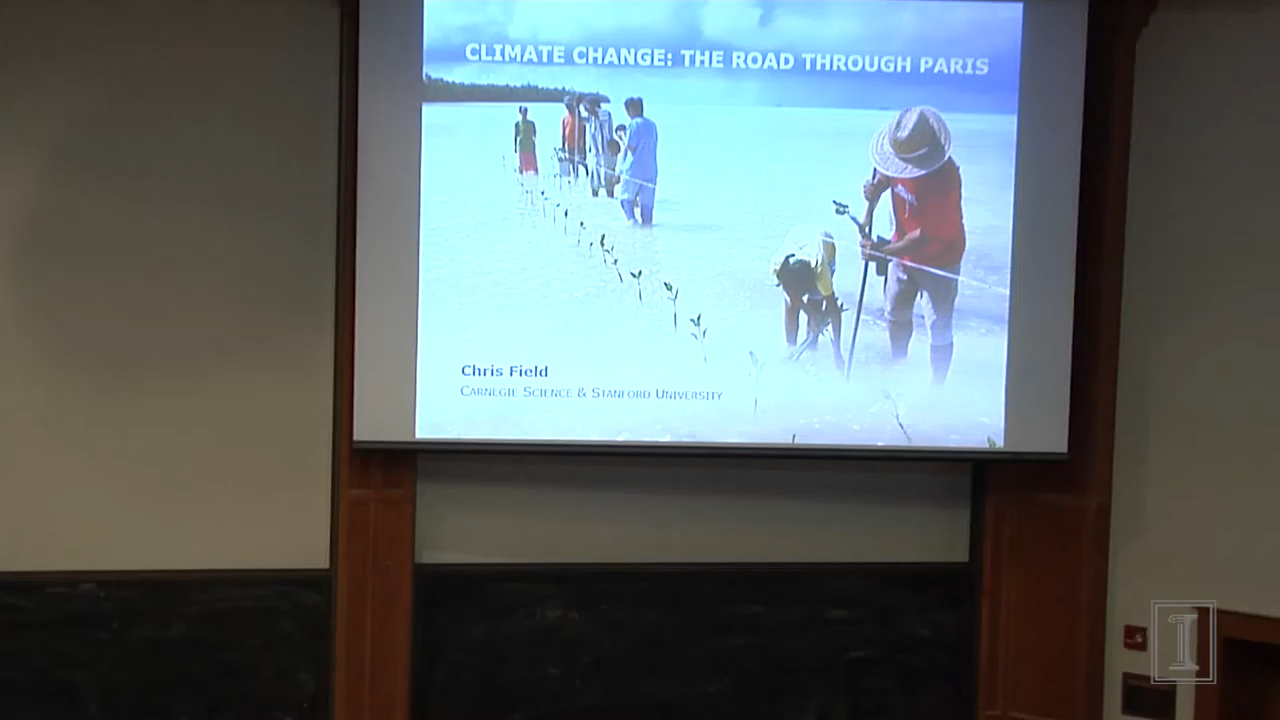 CLIMATE CHANGE: THE ROAD THROUGH PARIS
Chris Field
CARNEGIE SCIENCE & STANFORD UNIVERSITY
I